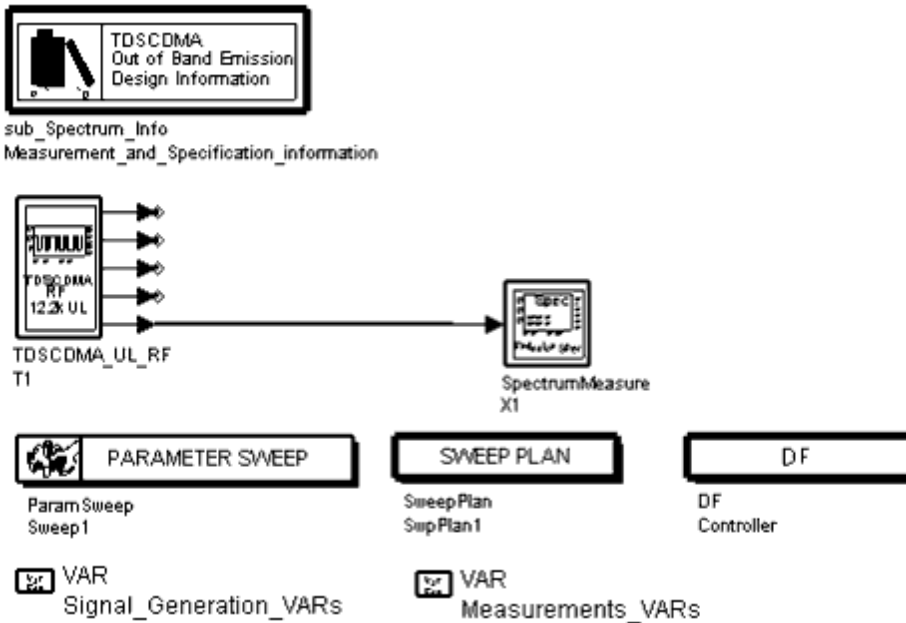 TDSCDMA
Out of Band Emission
Design Information
sub_Spectrum_Info
Measurement_and_Specification_information
TDSCDMA
RF
12.2k UL
TDSCDMA_UL_RF
T1
Spec
SpectrumMeasure
X1
PARAMETER SWEEP
ParamSweep
Sweep1
SWEEP PLAN
SweepPlan
SwpPlan1
DF
DF
Controller
VAR
Signal_Generation_VARs
VAR
Measurements_VARs